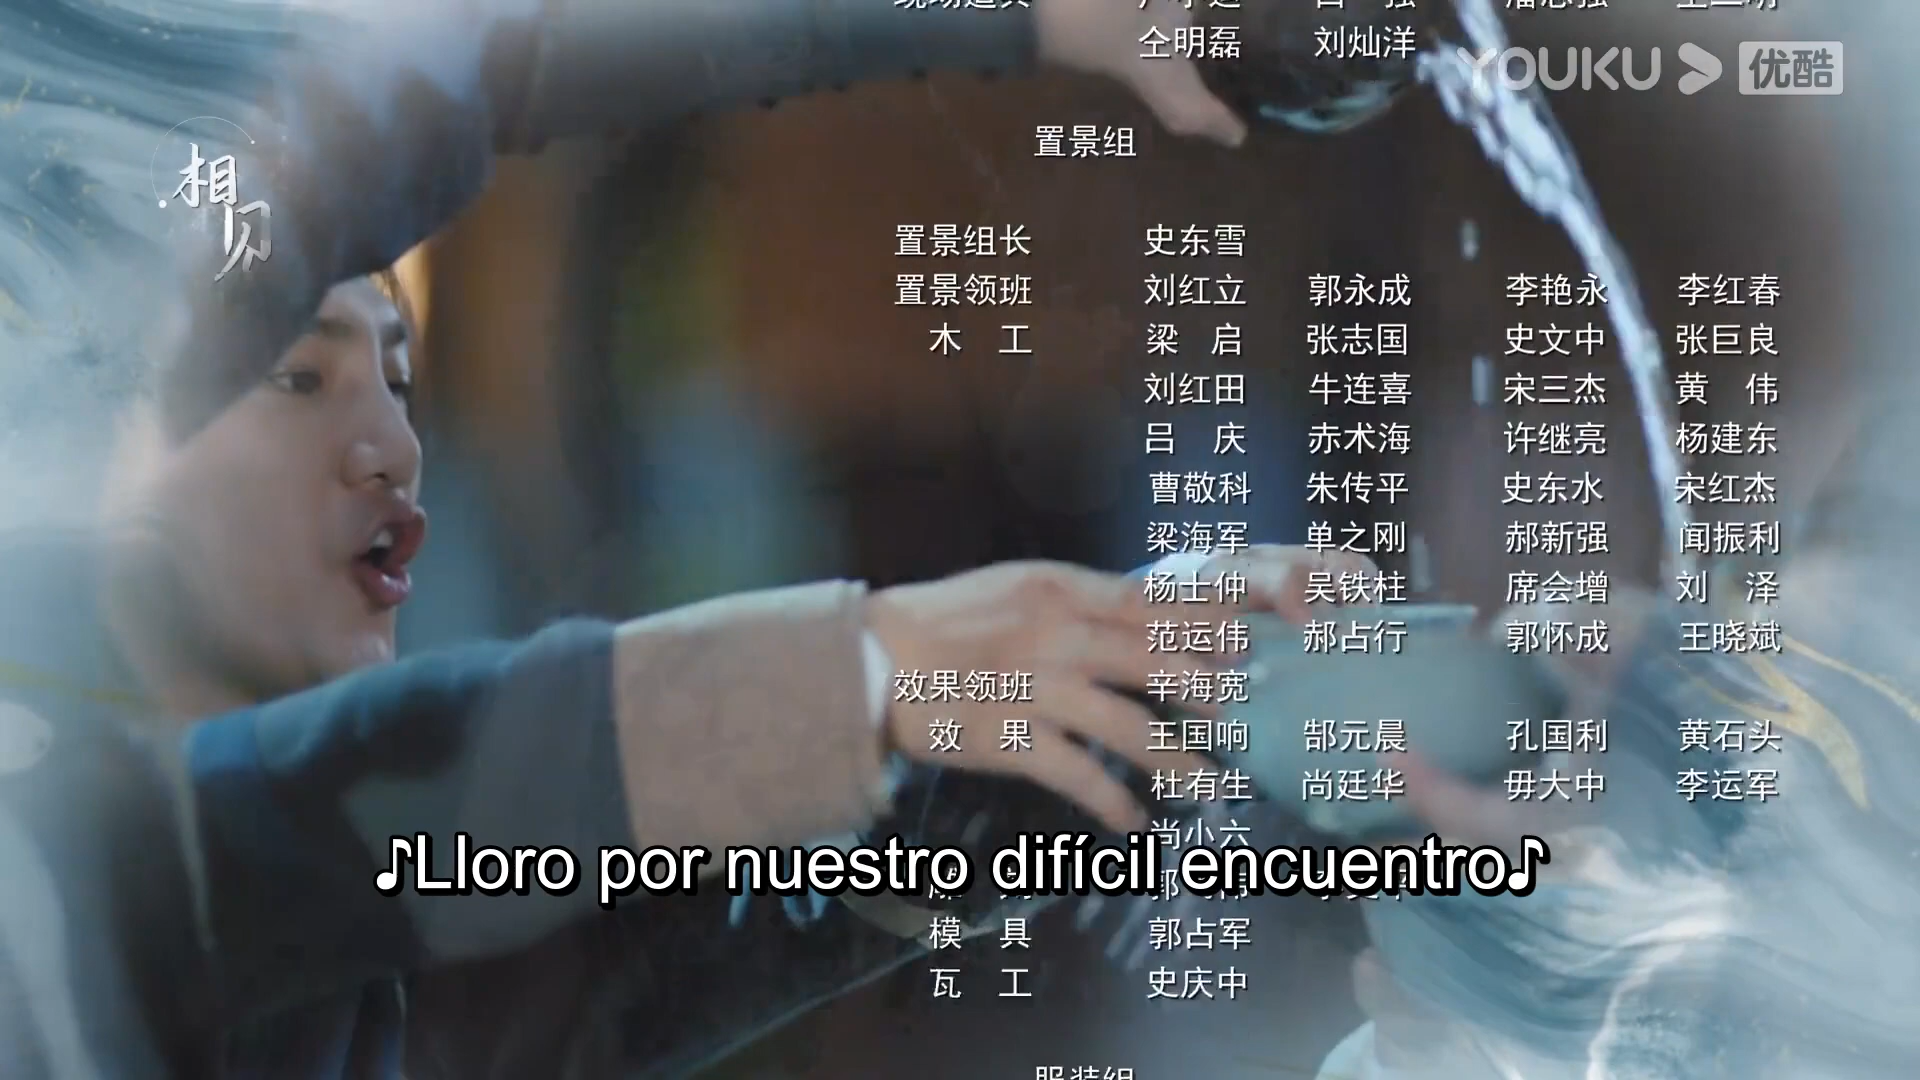 仝明磊 刘灿洋
YOUKU 优酷
置景组
相见
置景组长 史东雪
置景领班 刘红立 郭永成 李艳永 李红春
木 工 梁 启 张志国 史文中 张巨良
刘红田 牛连喜 宋三杰 黄 伟
吕 庆 赤术海 许继亮 杨建东
曹敬科 朱传平 史东水 宋红杰
梁海军 单之刚 郝新强 闻振利
杨士仲 吴铁柱 席会增 刘 泽
范运伟 郝占行 郭怀成 王晓斌
效果领班 辛海宽
效 果 王国响 郜元晨 孔国利 黄石头
杜有生 尚廷华 毋大中 李运军
尚小六
♪Lloro por nuestro difícil encuentro♪
模 具 郭占军
瓦 工 史庆中
服装组